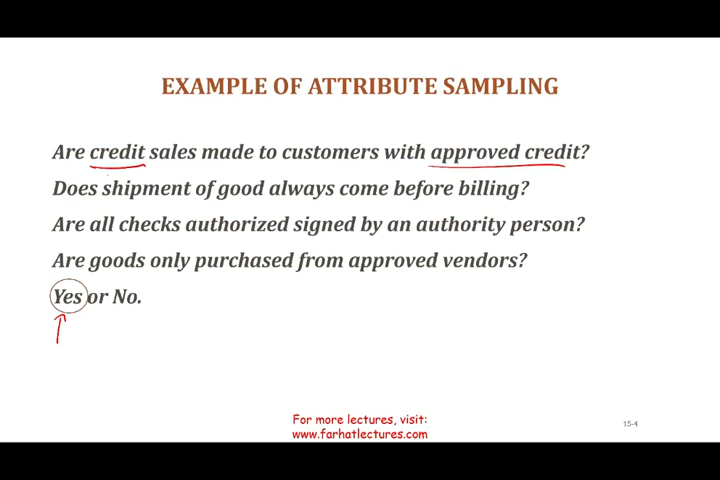 EXAMPLE OF ATTRIBUTE SAMPLING
Are credit sales made to customers with approved credit?
Does shipment of good always come before billing?
Are all checks authorized signed by an authority person?
Are goods only purchased from approved vendors?
Yes or No.
For more lectures, visit:
www.farhatlectures.com
15-4